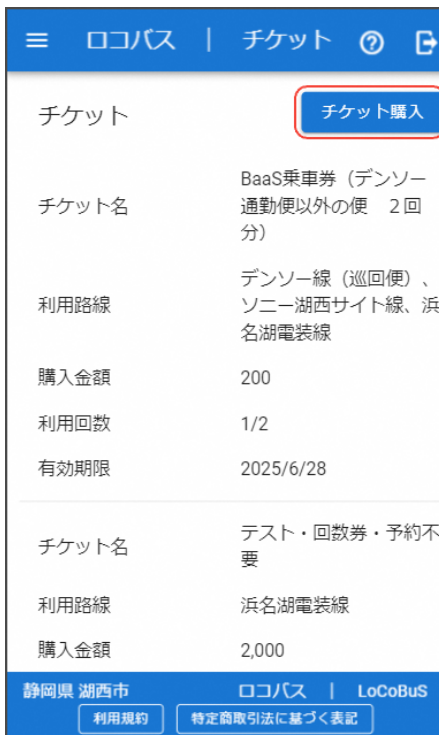 ロコバス | チケット
チケット
チケット購入
チケット名
BaaS乗車券（デンソー
通勤便以外の便　２回
分）
利用路線
デンソー線（巡回便）、
ソニー湖西サイト線、浜
名湖電装線
購入金額
200
利用回数
1/2
有効期限
2025/6/28
チケット名
テスト・回数券・予約不
要
利用路線
浜名湖電装線
購入金額
2,000
静岡県 湖西市
ロコバス | LoCoBuS
利用規約
特定商取引法に基づく表記